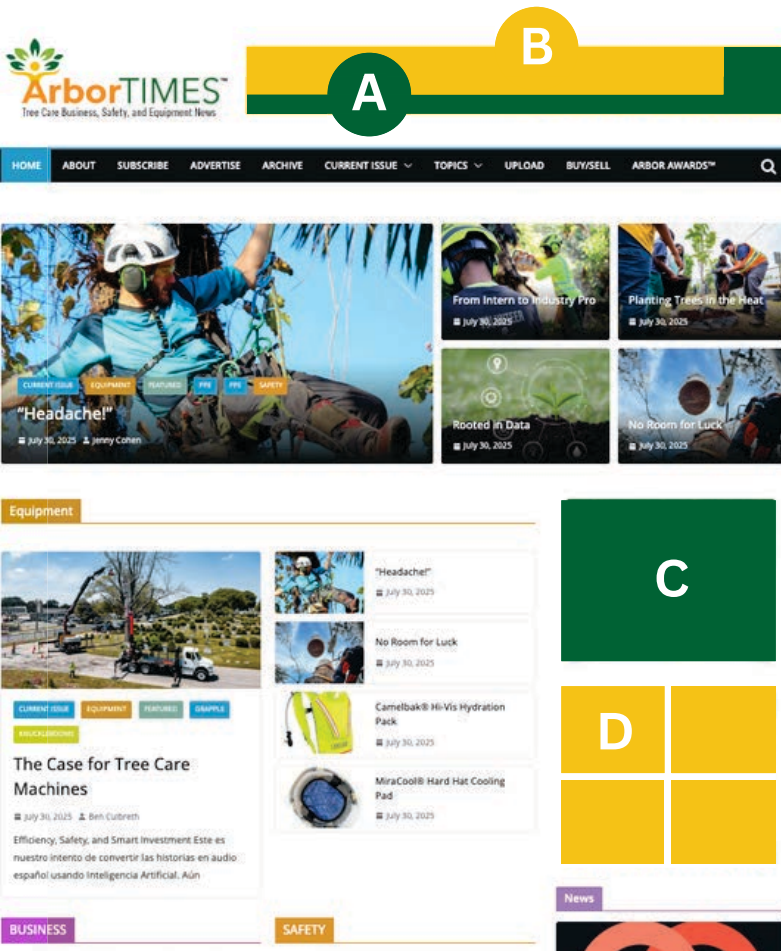 B
A
ArborTIMES™
Tree Care Business, Safety, and Equipment News
HOME ABOUT SUBSCRIBE ADVERTISE ARCHIVE CURRENT ISSUE TOPICS UPLOAD BUY/SELL ARBOR AWARDS™
CURRENT ISSUE EQUIPMENT FEATURED PPE PPE SAFETY
“Headache!”
July 30, 2025 Jenny Cohen
From Intern to Industry Pro
July 30, 2025
Planting Trees in the Heat
July 30, 2025
Rooted in Data
July 30, 2025
No Room for Luck
July 30, 2025
Equipment
CURRENT ISSUE EQUIPMENT FEATURED GRAPPLE
KNUCKLEBOOMS
The Case for Tree Care
Machines
July 30, 2025 Ben Culbreth
Efficiency, Safety, and Smart Investment Este es
nuestro intento de convertir las historias en audio
español usando Inteligencia Artificial. Aún
“Headache!”
July 30, 2025
No Room for Luck
July 30, 2025
Camelbak® Hi-Vis Hydration
Pack
July 30, 2025
MiraCool® Hard Hat Cooling
Pad
July 30, 2025
C
D
News
BUSINESS
SAFETY